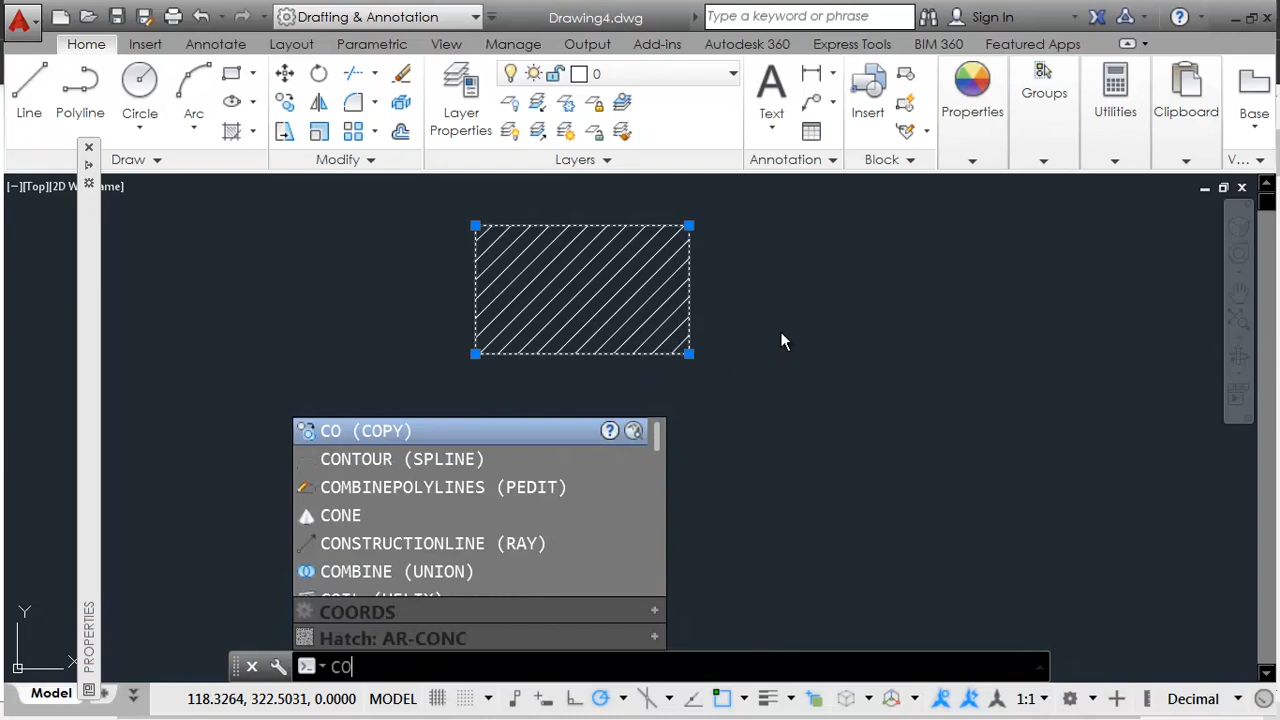 Drafting & Annotation
Drawing4.dwg
Type a keyword or phrase
Sign In
Home Insert Annotate Layout Parametric View Manage Output Add-ins Autodesk 360 Express Tools BIM 360 Featured Apps
0
Line Polyline Circle Arc
Layer Properties
Text
Insert
Properties
Groups
Utilities
Clipboard
Base
Draw Modify Layers Annotation Block V...
[−][Top][2D W ame]
CO (COPY)
CONTOUR (SPLINE)
COMBINEPOLYLINES (PEDIT)
CONE
CONSTRUCTIONLINE (RAY)
COMBINE (UNION)
COORDS
Hatch: AR-CONC
Y
X
PROPERTIES
CO
Model
118.3264, 322.5031, 0.0000 MODEL 1:1 Decimal